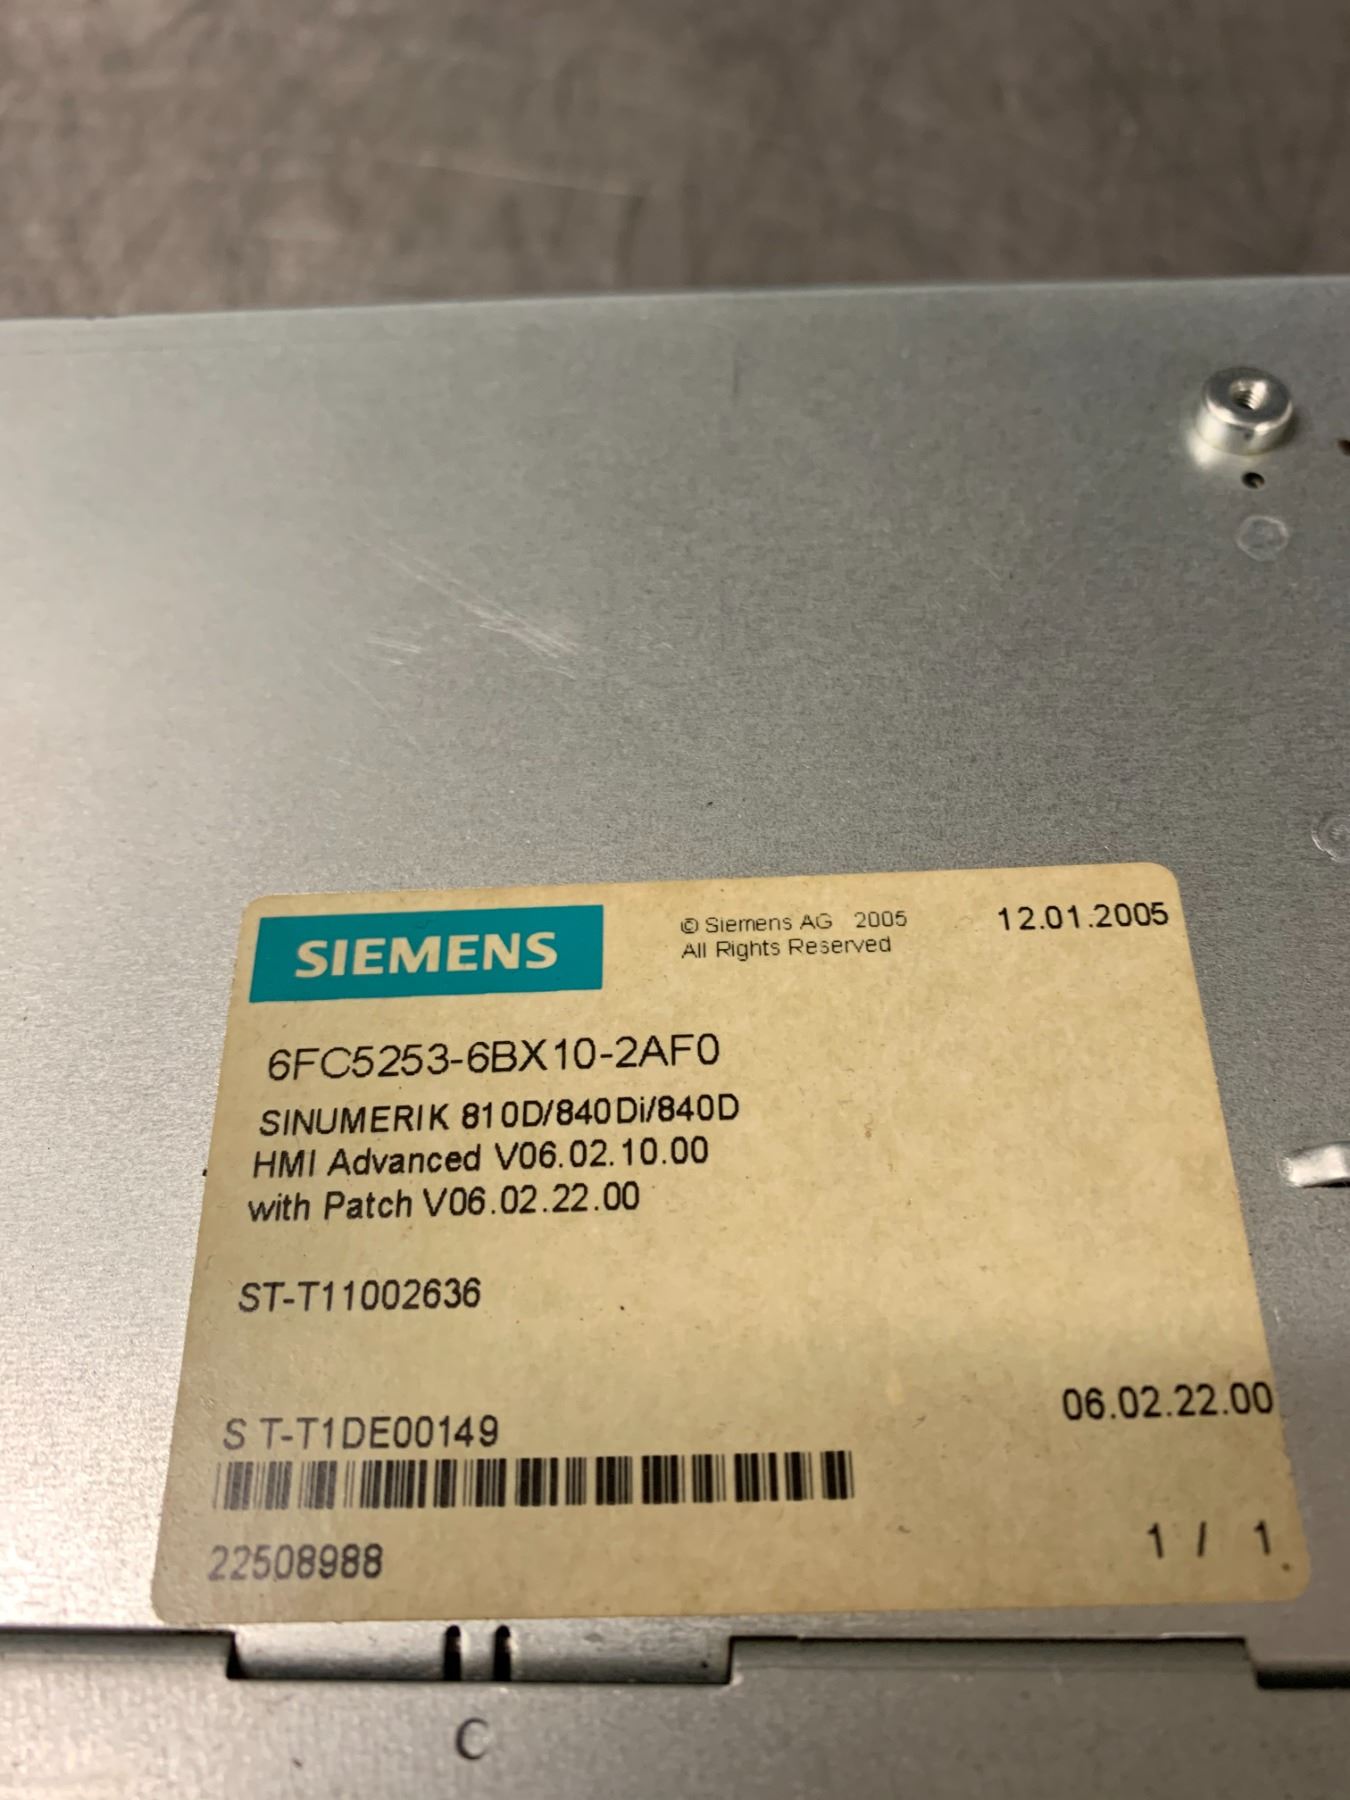 SIEMENS
© Siemens AG 2005
All Rights Reserved
12.01.2005
6FC5253-6BX10-2AF0
SINUMERIK 810D/840Di/840D
HMI Advanced V06.02.10.00
with Patch V06.02.22.00
ST-T11002636
06.02.22.00
S T-T1DE00149
22508988
1 / 1
C